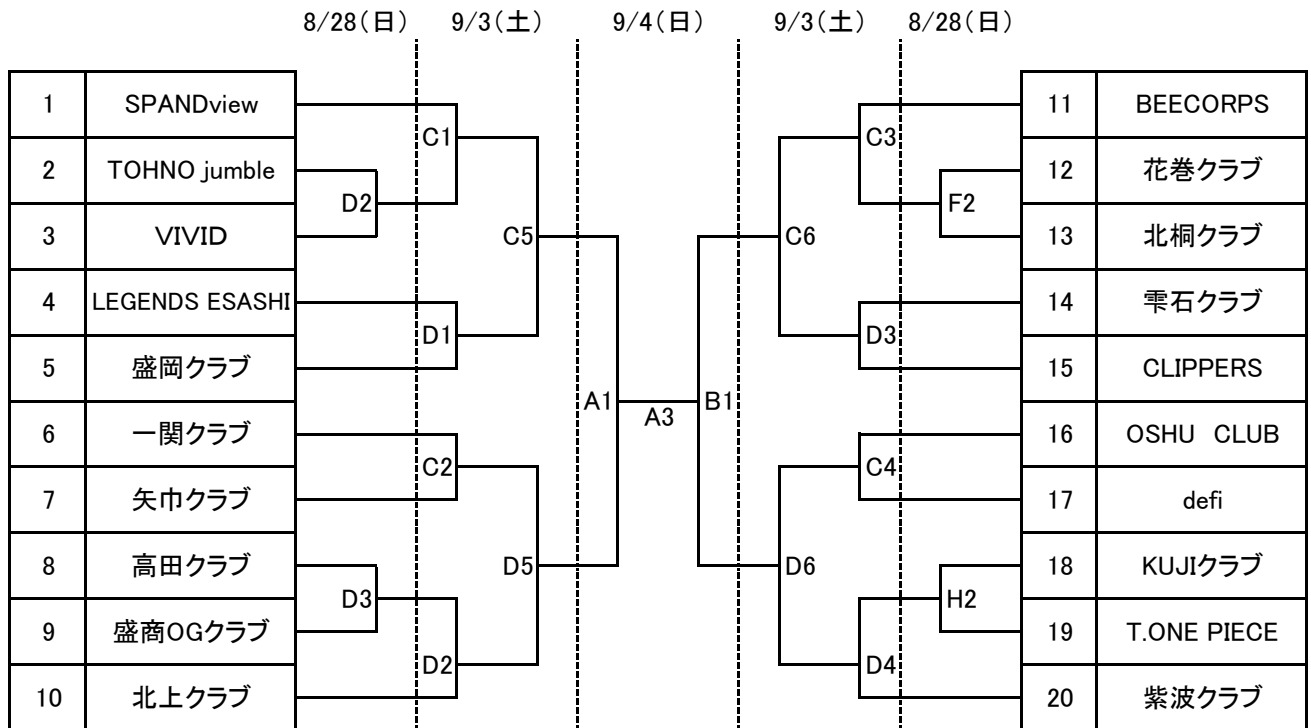 8/28(日) 9/3(土) 9/4(日) 9/3(土) 8/28(日)
1 SPANDview 11 BEECORPS
C1 C3
2 TOHNO jumble 12 花巻クラブ
D2 F2
3 VIVID C5 C6 13 北桐クラブ
4 LEGENDS ESASHI 14 雫石クラブ
D1 D3
5 盛岡クラブ 15 CLIPPERS
A1 A3 B1
6 一関クラブ 16 OSHU CLUB
C2 C4
7 矢巾クラブ 17 defi
8 高田クラブ D5 D6 18 KUJIクラブ
D3 H2
9 盛商OGクラブ 19 T.ONE PIECE
D2 D4
10 北上クラブ 20 紫波クラブ